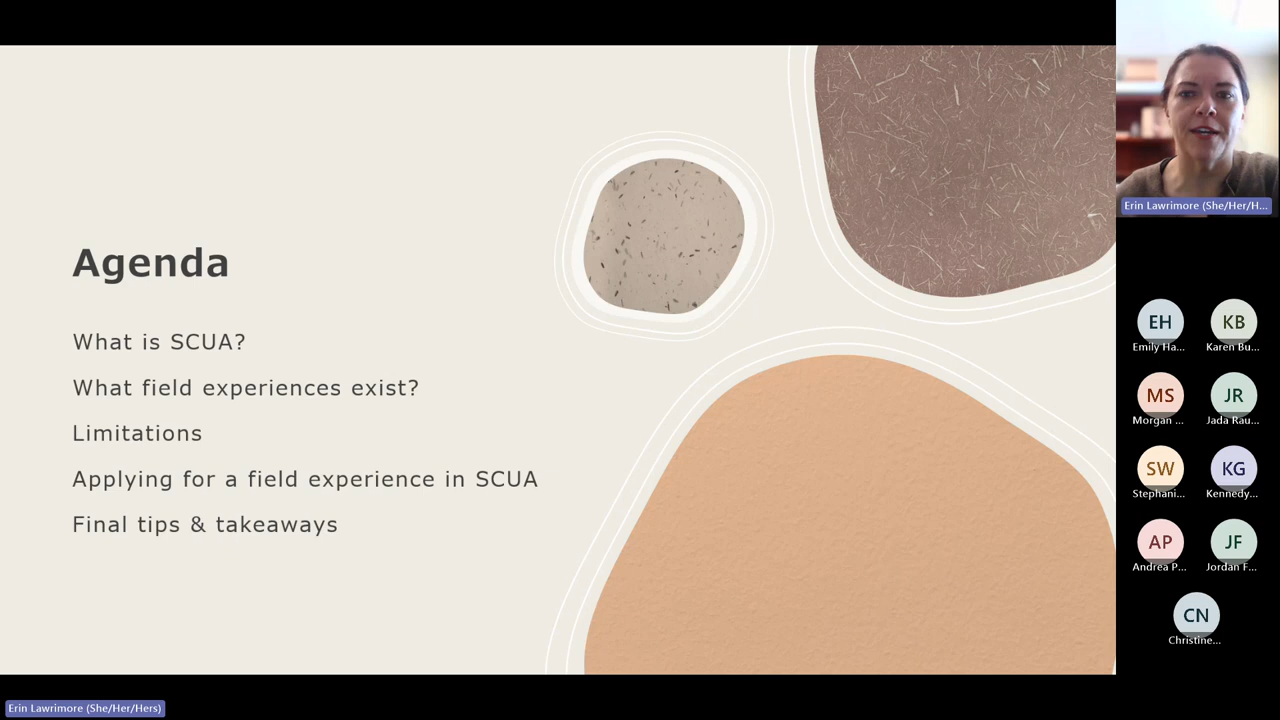 Agenda
What is SCUA?
What field experiences exist?
Limitations
Applying for a field experience in SCUA
Final tips & takeaways
Erin Lawrimore (She/Her/H...
EH
KB
Emily Ha...
Karen Bu...
MS
JR
Morgan ...
Jada Rau...
SW
KG
Stephani...
Kennedy...
AP
JF
Andrea P...
Jordan F...
CN
Christine...
Erin Lawrimore (She/Her/Hers)